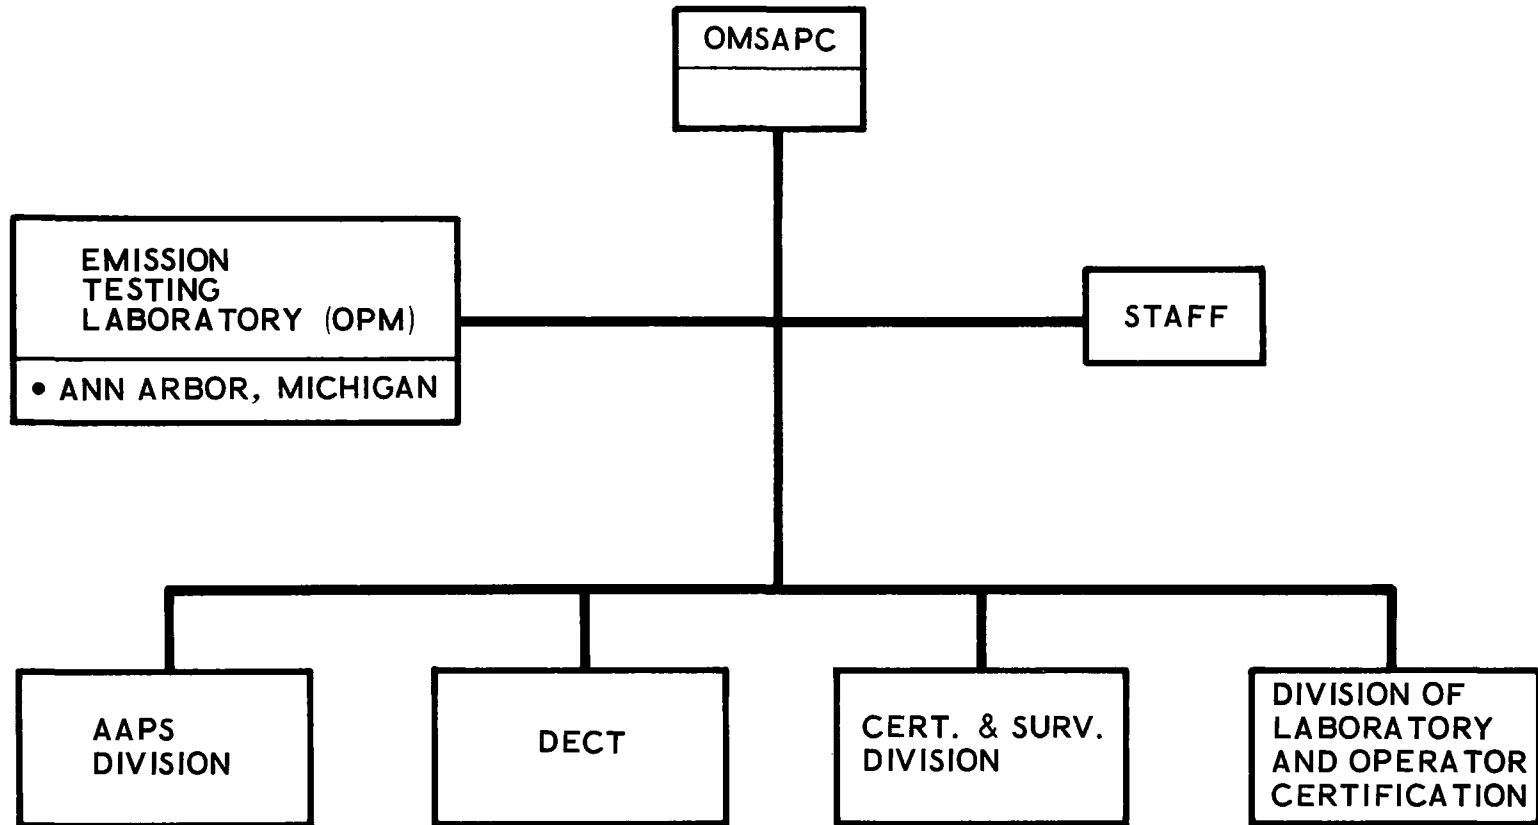 OMSAPC
EMISSION
TESTING
LABORATORY (OPM)
• ANN ARBOR, MICHIGAN
STAFF
AAPS
DIVISION
DECT
CERT. & SURV.
DIVISION
DIVISION OF
LABORATORY
AND OPERATOR
CERTIFICATION